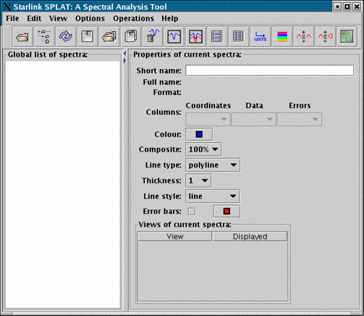 Starlink SPLAT: A Spectral Analysis Tool
File Edit View Options Operations Help
UNITS
Global list of spectra:
Properties of current spectra:
Short name:
Full name:
Format:
Coordinates Data Errors
Columns:
Colour:
Composite: 100%
Line type: polyline
Thickness: 1
Line style: line
Error bars:
Views of current spectra:
View Displayed